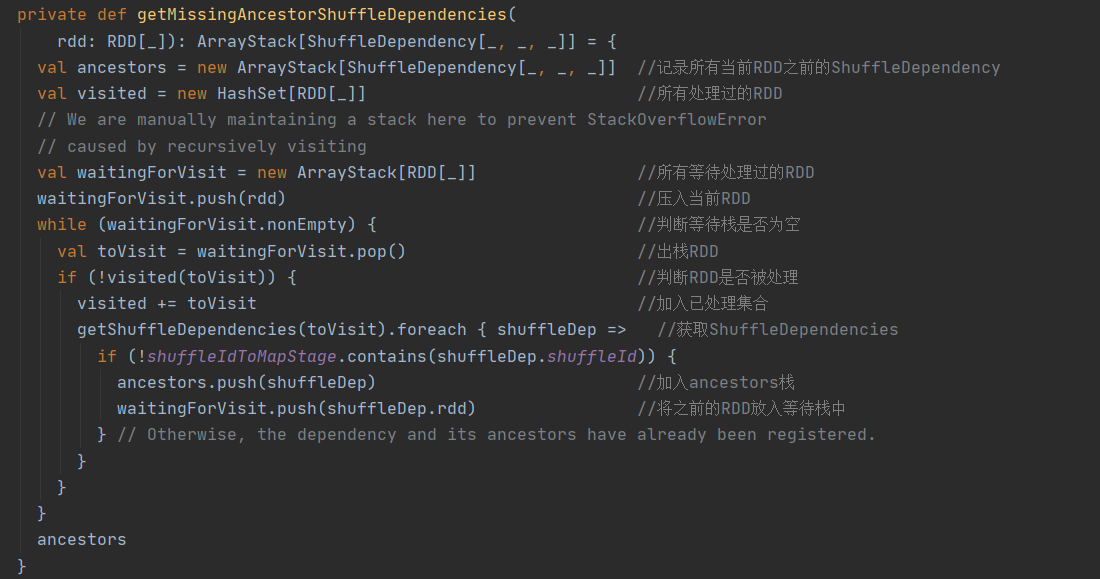 private def getMissingAncestorShuffleDependencies(
rdd: RDD[_]): ArrayStack[ShuffleDependency[_, _, _]] = {
val ancestors = new ArrayStack[ShuffleDependency[_, _, _]] //记录所有当前RDD之前的ShuffleDependency
val visited = new HashSet[RDD[_]] //所有处理过的RDD
// We are manually maintaining a stack here to prevent StackOverflowError
// caused by recursively visiting
val waitingForVisit = new ArrayStack[RDD[_]] //所有等待处理过的RDD
waitingForVisit.push(rdd) //压入当前RDD
while (waitingForVisit.nonEmpty) { //判断等待栈是否为空
val toVisit = waitingForVisit.pop() //出栈RDD
if (!visited(toVisit)) { //判断RDD是否被处理
visited += toVisit //加入已处理集合
getShuffleDependencies(toVisit).foreach { shuffleDep => //获取ShuffleDependencies
if (!shuffleIdToMapStage.contains(shuffleDep.shuffleId)) {
ancestors.push(shuffleDep) //加入ancestors栈
waitingForVisit.push(shuffleDep.rdd) //将之前的RDD放入等待栈中
} // Otherwise, the dependency and its ancestors have already been registered.
}
}
}
ancestors
}